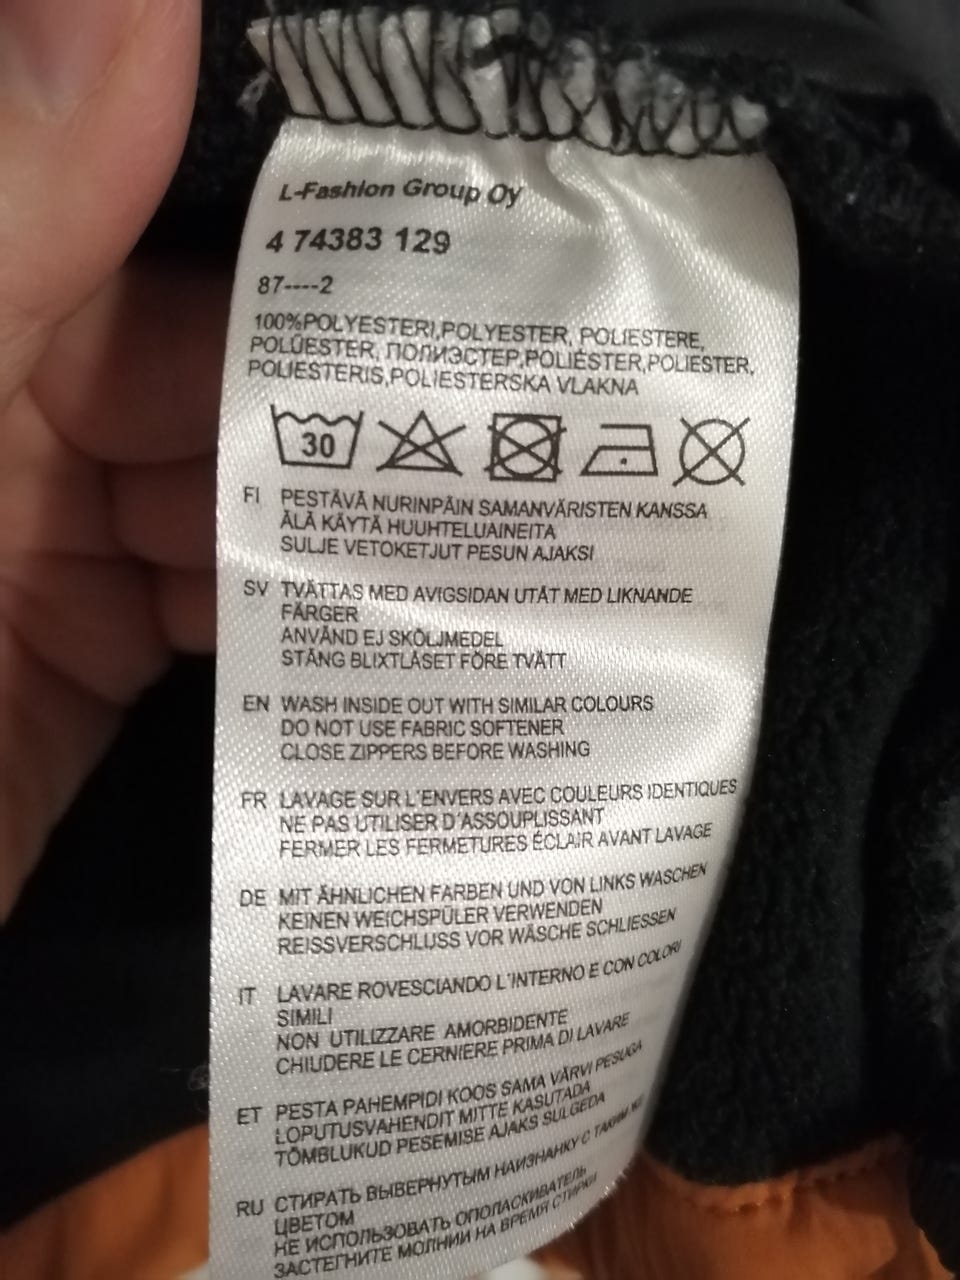 L-Fashion Group Oy
4 74383 129
87----2
100%POLYESTERI,POLYESTER, POLIESTERE,
POLÜESTER, ПОЛИЭСТЕР,POLIÉSTER,POLIESTER,
POLIESTERIS,POLIESTERSKA VLAKNA
30
FI PESTÄVÄ NURINPÄIN SAMANVÄRISTEN KANSSA
ÄLÄ KÄYTÄ HUUHTELUAINEITA
SULJE VETOKETJUT PESUN AJAKSI
SV TVÄTTAS MED AVIGSIDAN UTÅT MED LIKNANDE
FÄRGER
ANVÄND EJ SKÖLJMEDEL
STÄNG BLIXTLÅSET FÖRE TVÄTT
EN WASH INSIDE OUT WITH SIMILAR COLOURS
DO NOT USE FABRIC SOFTENER
CLOSE ZIPPERS BEFORE WASHING
FR LAVAGE SUR L'ENVERS AVEC COULEURS IDENTIQUES
NE PAS UTILISER D'ASSOUPLISSANT
FERMER LES FERMETURES ÉCLAIR AVANT LAVAGE
DE MIT ÄHNLICHEN FARBEN UND VON LINKS WASCHEN
KEINEN WEICHSPÜLER VERWENDEN
REISSVERSCHLUSS VOR WÄSCHE SCHLIESSEN
IT LAVARE ROVESCIANDO L'INTERNO E CON COLORI
SIMILI
NON UTILIZZARE AMORBIDENTE
CHIUDERE LE CERNIERE PRIMA DI LAVARE
ET PESTA PAHEMPIDI KOOS SAMA VÄRVI PESUGA
LOPUTUSVAHENDIT MITTE KASUTADA
TÕMBLUKUD PESEMISE AJAKS SULGEDA
RU СТИРАТЬ ВЫВЕРНУТЫМ НАИЗНАНКУ С ТАКИМ ЖЕ
ЦВЕТОМ
НЕ ИСПОЛЬЗОВАТЬ ОПОЛАСКИВАТЕЛЬ
ЗАСТЕГНИТЕ МОЛНИИ НА ВРЕМЯ СТИРКИ